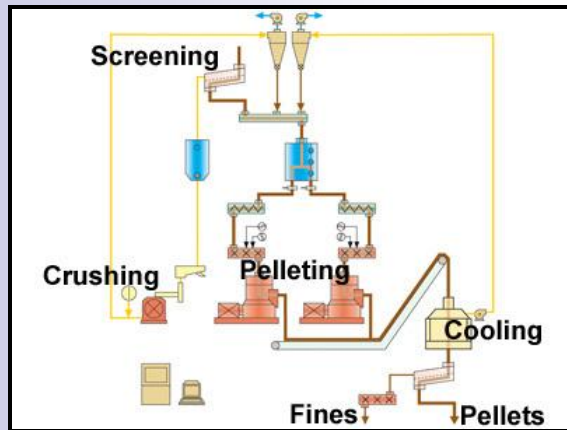 Screening
Crushing
Pelleting
Cooling
Fines
Pellets